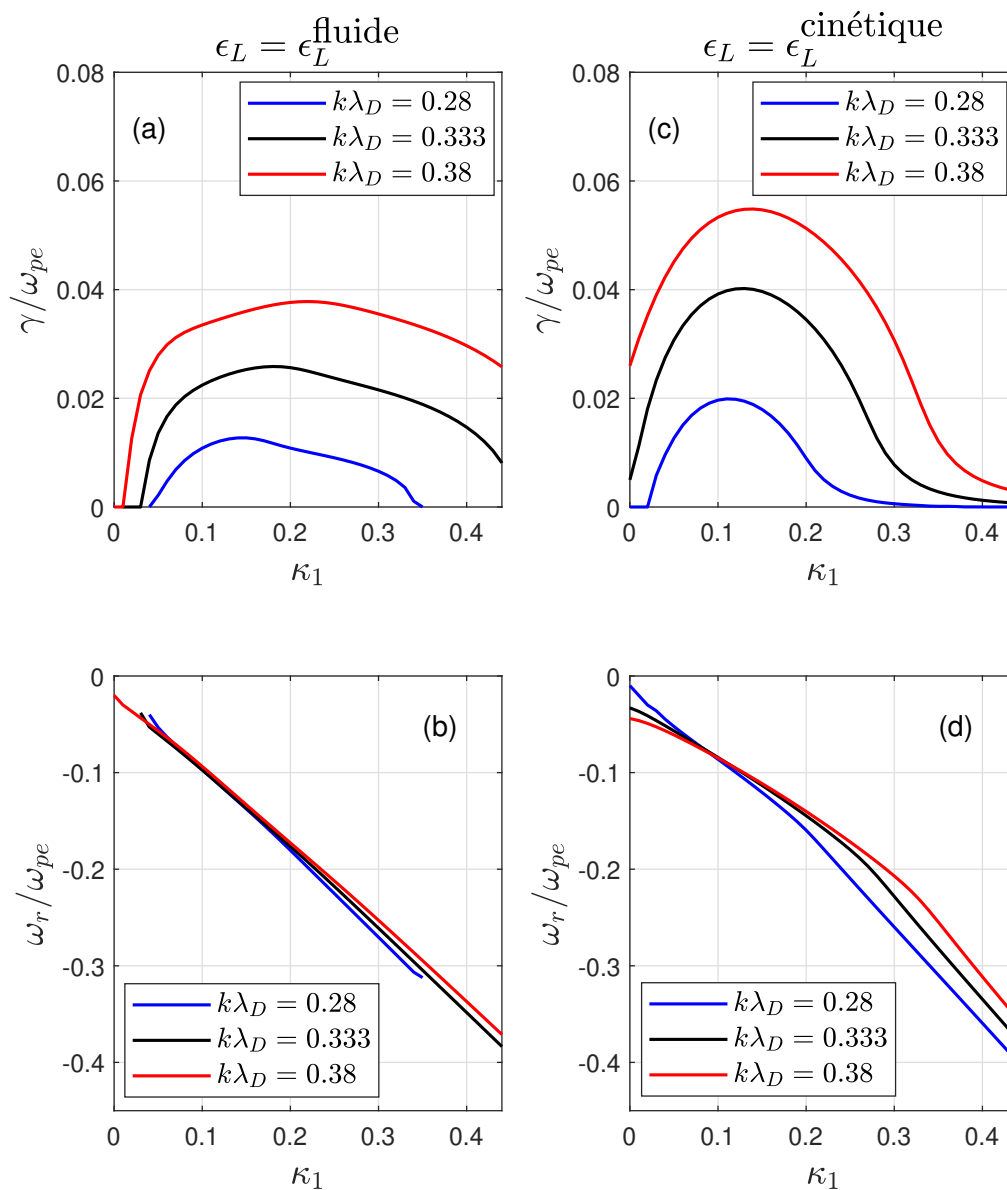 ϵ_L = ϵ_L^fluide
0.08
0.06
0.04
0.02
0
γ/ω_pe
(a)
kλ_D = 0.28
kλ_D = 0.333
kλ_D = 0.38
0 0.1 0.2 0.3 0.4
κ_1
ϵ_L = ϵ_L^cinétique
0.08
0.06
0.04
0.02
0
γ/ω_pe
(c)
kλ_D = 0.28
kλ_D = 0.333
kλ_D = 0.38
0 0.1 0.2 0.3 0.4
κ_1
0
-0.1
-0.2
-0.3
-0.4
ω_r/ω_pe
(b)
kλ_D = 0.28
kλ_D = 0.333
kλ_D = 0.38
0 0.1 0.2 0.3 0.4
κ_1
0
-0.1
-0.2
-0.3
-0.4
ω_r/ω_pe
(d)
kλ_D = 0.28
kλ_D = 0.333
kλ_D = 0.38
0 0.1 0.2 0.3 0.4
κ_1